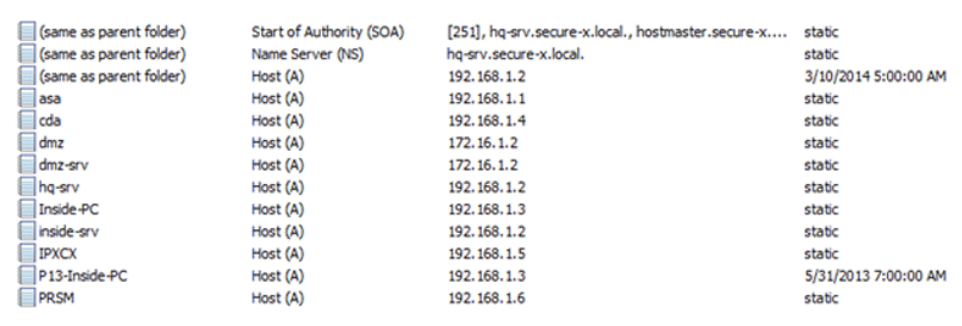 (same as parent folder) Start of Authority (SOA) [251], hq-srv.secure-x.local., hostmaster.secure-x.... static
(same as parent folder) Name Server (NS) hq-srv.secure-x.local. static
(same as parent folder) Host (A) 192.168.1.2 3/10/2014 5:00:00 AM
asa Host (A) 192.168.1.1 static
cda Host (A) 192.168.1.4 static
dmz Host (A) 172.16.1.2 static
dmz-srv Host (A) 172.16.1.2 static
hq-srv Host (A) 192.168.1.2 static
Inside-PC Host (A) 192.168.1.3 static
inside-srv Host (A) 192.168.1.2 static
IPXCX Host (A) 192.168.1.5 static
P13-Inside-PC Host (A) 192.168.1.3 5/31/2013 7:00:00 AM
PRSM Host (A) 192.168.1.6 static